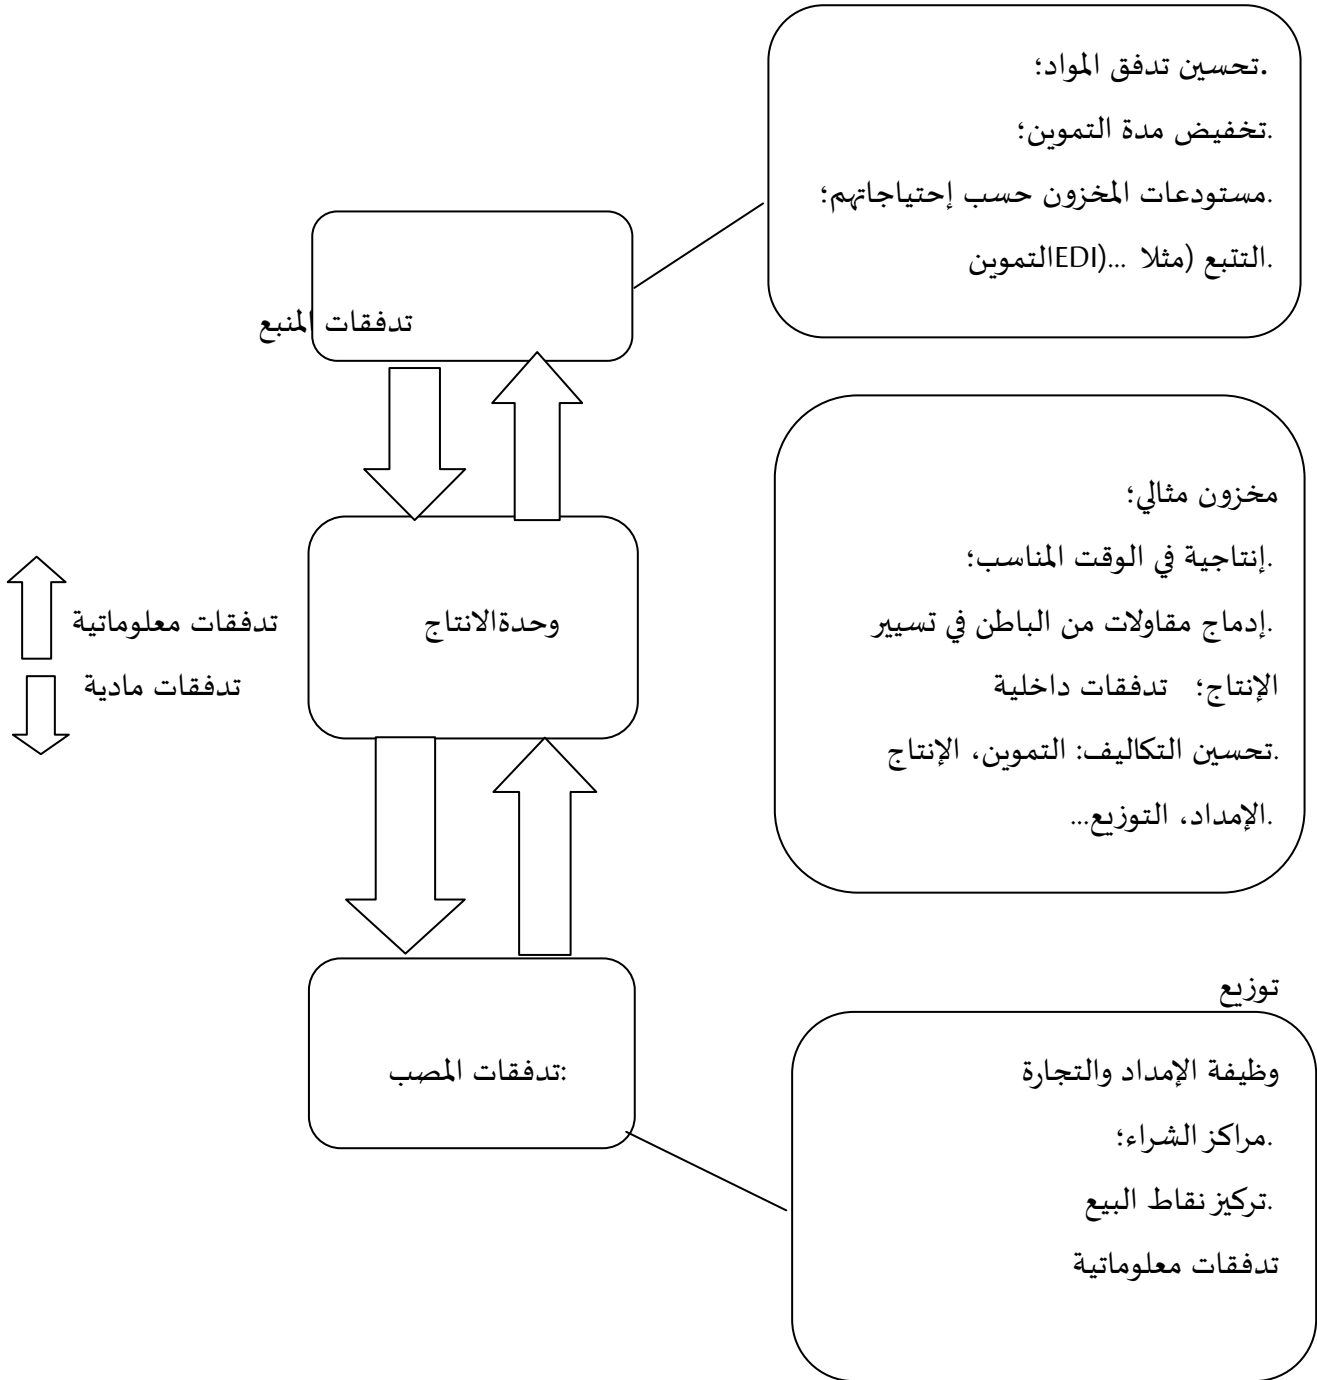 .تحسين تدفق المواد؛
.تخفيض مدة التموين؛
.مستودعات المخزون حسب إحتياجاتهم؛
.التتبع (مثلا ...(EDIالتموين
تدفقات المنبع
مخزون مثالي؛
.إنتاجية في الوقت المناسب؛
.إدماج مقاولات من الباطن في تسيير
الإنتاج؛ تدفقات داخلية
.تحسين التكاليف: التموين، الإنتاج
.الإمداد، التوزيع...
وحدةالانتاج
تدفقات معلوماتية
تدفقات مادية
توزيع
وظيفة الإمداد والتجارة
.مراكز الشراء؛
.تركيز نقاط البيع
تدفقات معلوماتية
:تدفقات المصب